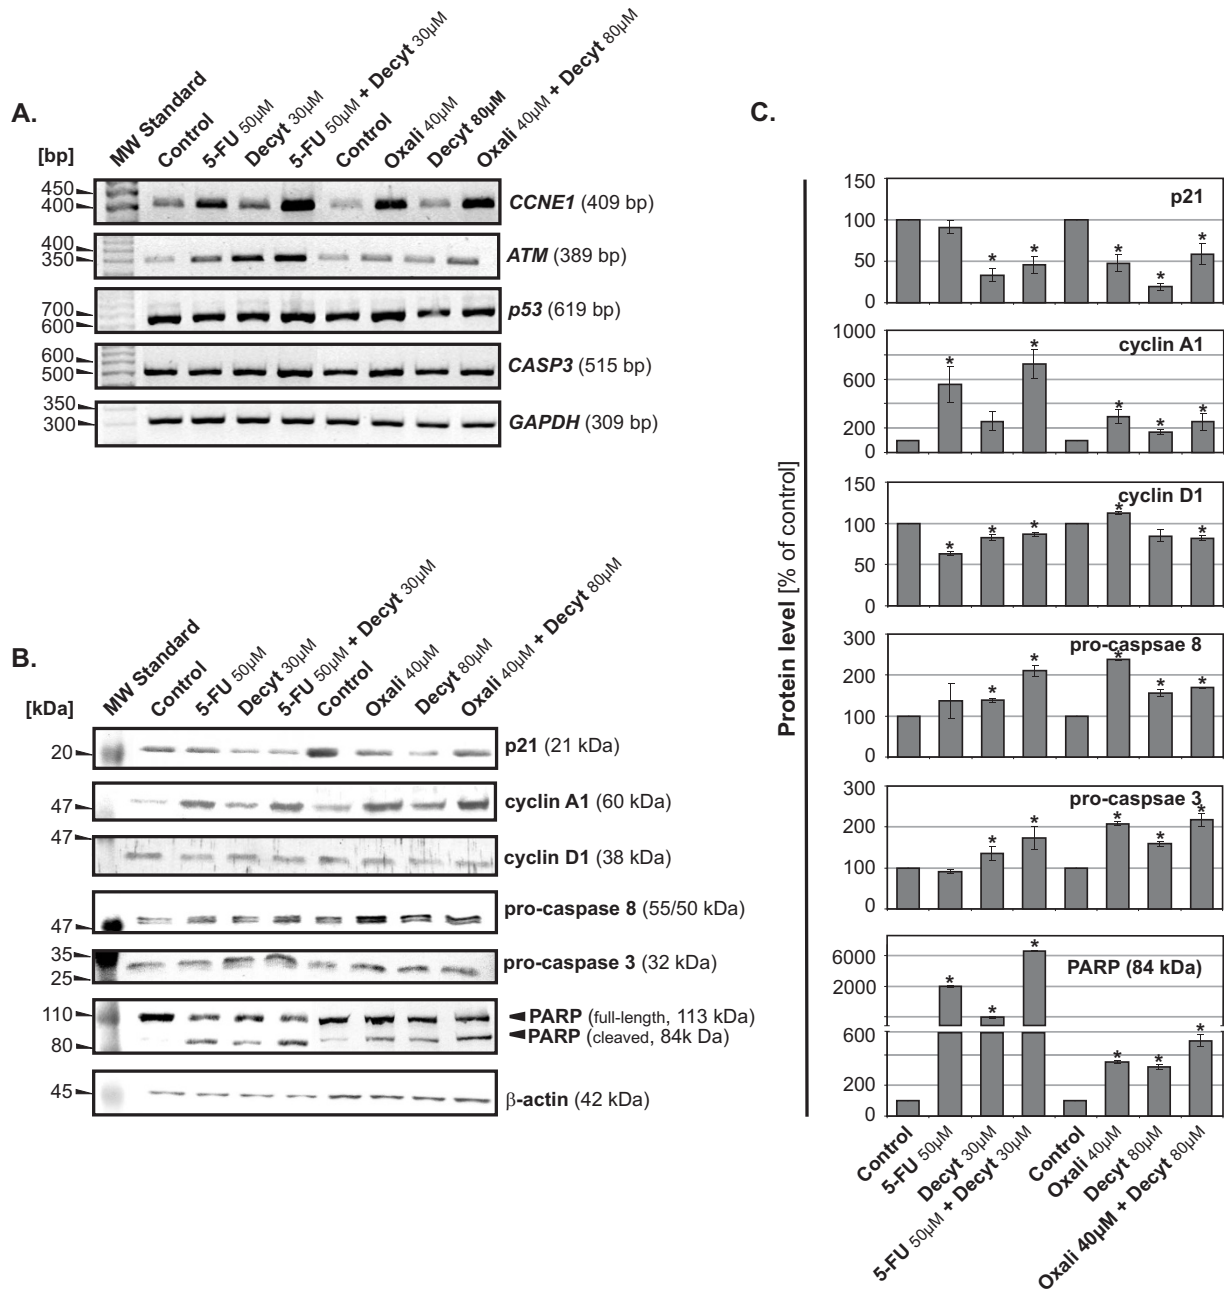 A.
[bp]
MW Standard
Control
5-FU 50µM
Decyt 30µM
5-FU 50µM + Decyt 30µM
Control
Oxali 40µM
Decyt 80µM
Oxali 40µM + Decyt 80µM
450
400
CCNE1 (409 bp)
400
350
ATM (389 bp)
700
600
p53 (619 bp)
600
500
CASP3 (515 bp)
350
300
GAPDH (309 bp)
B.
[kDa]
MW Standard
Control
5-FU 50µM
Decyt 30µM
5-FU 50µM + Decyt 30µM
Control
Oxali 40µM
Decyt 80µM
Oxali 40µM + Decyt 80µM
20
p21 (21 kDa)
47
cyclin A1 (60 kDa)
47
cyclin D1 (38 kDa)
47
pro-caspase 8 (55/50 kDa)
35
25
pro-caspase 3 (32 kDa)
110
80
PARP (full-length, 113 kDa)
PARP (cleaved, 84k Da)
45
β-actin (42 kDa)
C.
Protein level [% of control]
p21
150
100
50
0
* * * * *
cyclin A1
1000
600
200
0
* * * * *
cyclin D1
150
100
50
0
* * * * *
pro-caspsae 8
300
200
100
0
* * * * *
pro-caspsae 3
300
200
100
0
* * * * *
PARP (84 kDa)
6000
2000
600
200
0
* * * * * *
Control
5-FU 50µM
Decyt 30µM
5-FU 50µM + Decyt 30µM
Control
Oxali 40µM
Decyt 80µM
Oxali 40µM + Decyt 80µM